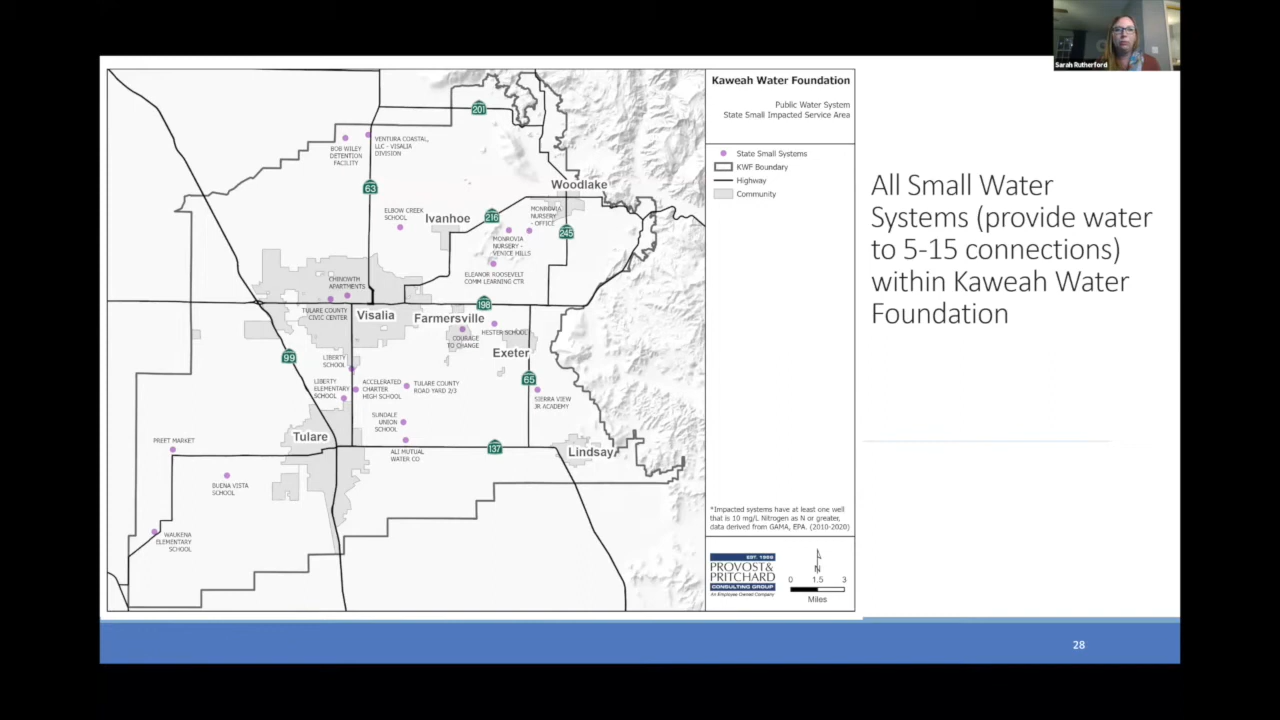 Sarah Rutherford
Kaweah Water Foundation
Public Water System
State Small Impacted Service Area
State Small Systems
KWF Boundary
Highway
Community
All Small Water
Systems (provide water
to 5-15 connections)
within Kaweah Water
Foundation
201
BOB WILEY
DETENTION
FACILITY
VENTURA COASTAL,
LLC - VISALIA
DIVISION
63
Woodlake
ELBOW CREEK
SCHOOL
Ivanhoe
216
MONROVIA
NURSERY
- OFFICE
245
MONROVIA
NURSERY -
VENICE HILLS
ELEANOR ROOSEVELT
COMM LEARNING CTR
CHINOWTH
APARTMENTS
198
TULARE COUNTY
CIVIC CENTER
Visalia
Farmersville
COURAGE
TO CHANGE
HESTER SCHOOL
Exeter
99
LIBERTY
SCHOOL
65
LIBERTY
ELEMENTARY
SCHOOL
ACCELERATED
CHARTER
HIGH SCHOOL
TULARE COUNTY
ROAD YARD 2/3
SIERRA VIEW
JR ACADEMY
SUNDALE
UNION
SCHOOL
Tulare
PREET MARKET
ALI MUTUAL
WATER CO
137
Lindsay
BUENA VISTA
SCHOOL
WAUKENA
ELEMENTARY
SCHOOL
*Impacted systems have at least one well
that is 10 mg/L Nitrogen as N or greater,
data derived from GAMA, EPA. (2010-2020)
EST. 1968
PROVOST&
PRITCHARD
CONSULTING GROUP
An Employee Owned Company
N
0 1.5 3
Miles
28